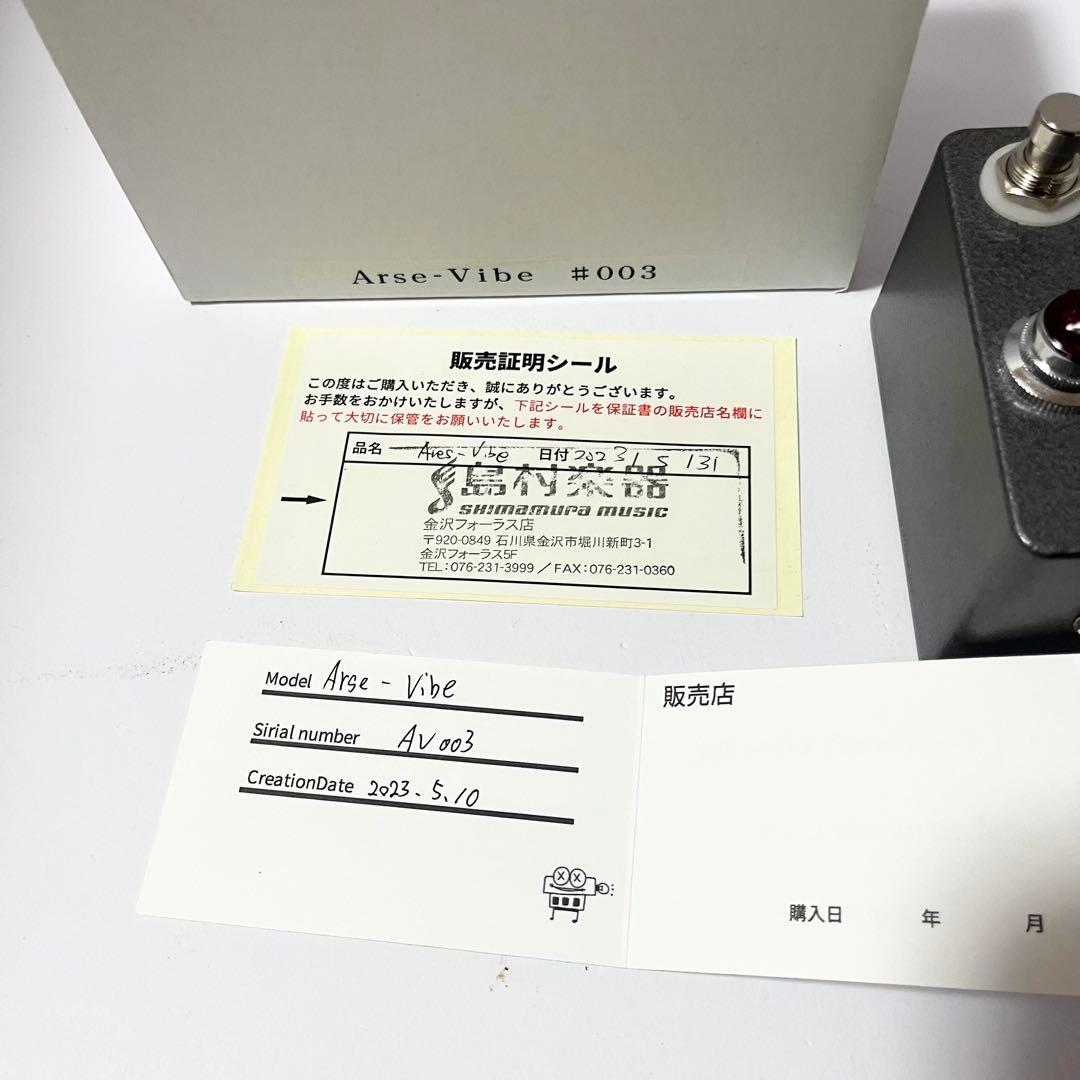 Arse-Vibe #003
販売証明シール
この度はご購入いただき、誠にありがとうございます。
お手数をおかけいたしますが、下記シールを保証書の販売店名欄に
貼って大切に保管をお願いいたします。
品名 Ares-Vibe 日付 2023/5/31
島村楽器
SHIMAMURA MUSIC
金沢フォーラス店
〒920-0849 石川県金沢市堀川新町3-1
金沢フォーラス5F
TEL:076-231-3999 / FAX:076-231-0360
Model Arse - Vibe
Sirial number AV003
CreationDate 2023.5.10
販売店
購入日 年 月